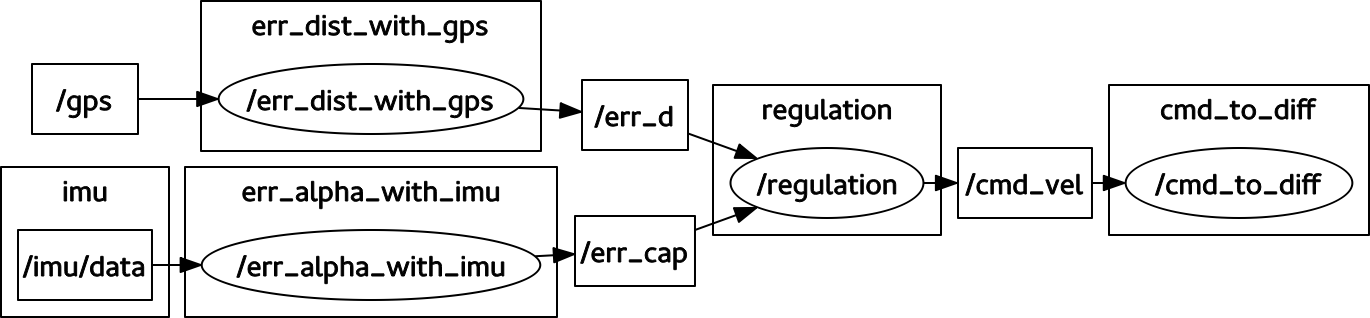 err_dist_with_gps
/gps
/err_dist_with_gps
/err_d
regulation
cmd_to_diff
imu
err_alpha_with_imu
/regulation
/cmd_vel
/cmd_to_diff
/imu/data
/err_alpha_with_imu
/err_cap